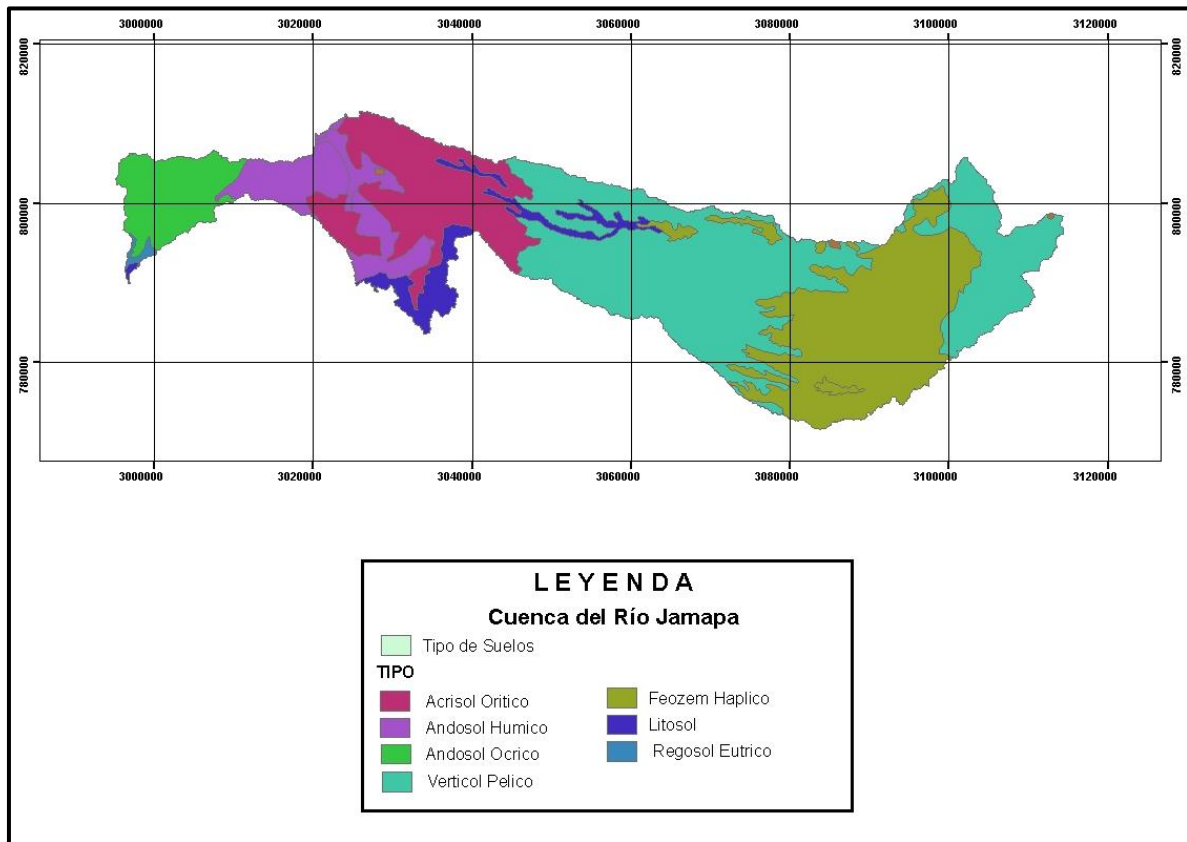 3000000 3020000 3040000 3060000 3080000 3100000 3120000
820000 820000
800000 800000
780000 780000
3000000 3020000 3040000 3060000 3080000 3100000 3120000
LEYENDA
Cuenca del Río Jamapa
Tipo de Suelos
TIPO
Acrisol Oritico
Andosol Humico
Andosol Ocrico
Verticol Pelico
Feozem Haplico
Litosol
Regosol Eutrico